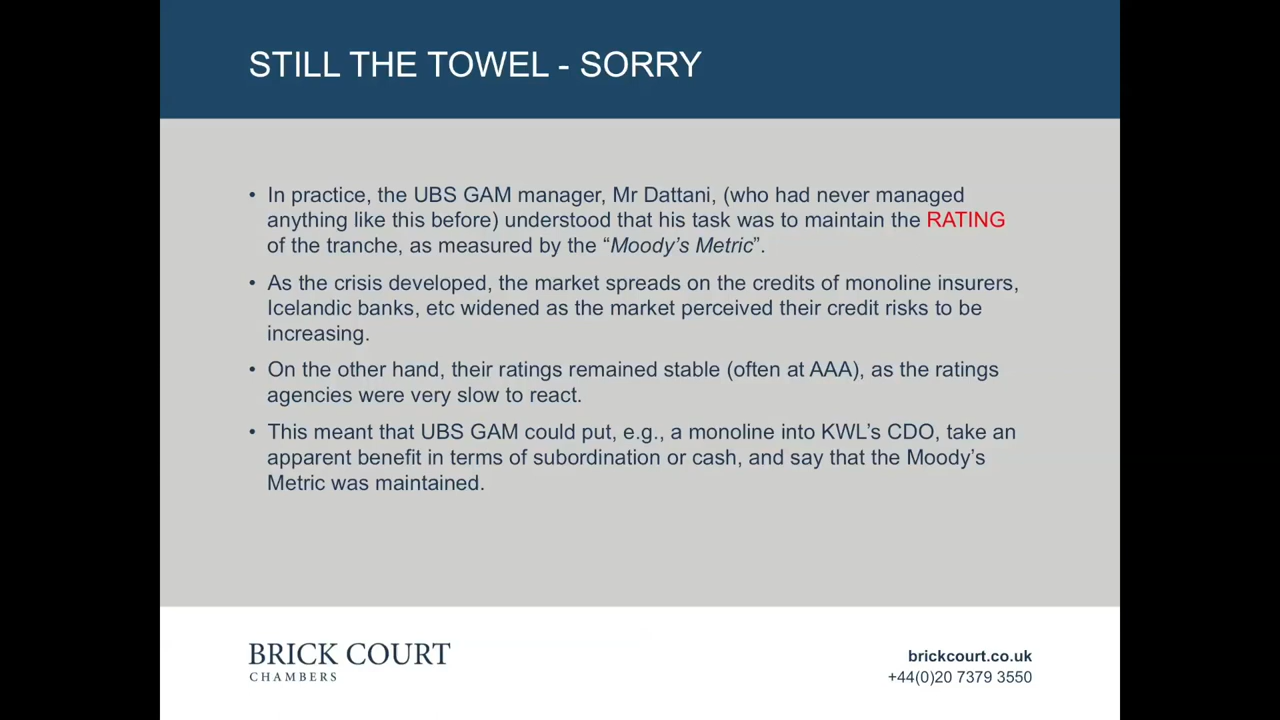 STILL THE TOWEL - SORRY
• In practice, the UBS GAM manager, Mr Dattani, (who had never managed
anything like this before) understood that his task was to maintain the RATING
of the tranche, as measured by the “Moody’s Metric”.
• As the crisis developed, the market spreads on the credits of monoline insurers,
Icelandic banks, etc widened as the market perceived their credit risks to be
increasing.
• On the other hand, their ratings remained stable (often at AAA), as the ratings
agencies were very slow to react.
• This meant that UBS GAM could put, e.g., a monoline into KWL’s CDO, take an
apparent benefit in terms of subordination or cash, and say that the Moody’s
Metric was maintained.
BRICK COURT
CHAMBERS
brickcourt.co.uk
+44(0)20 7379 3550